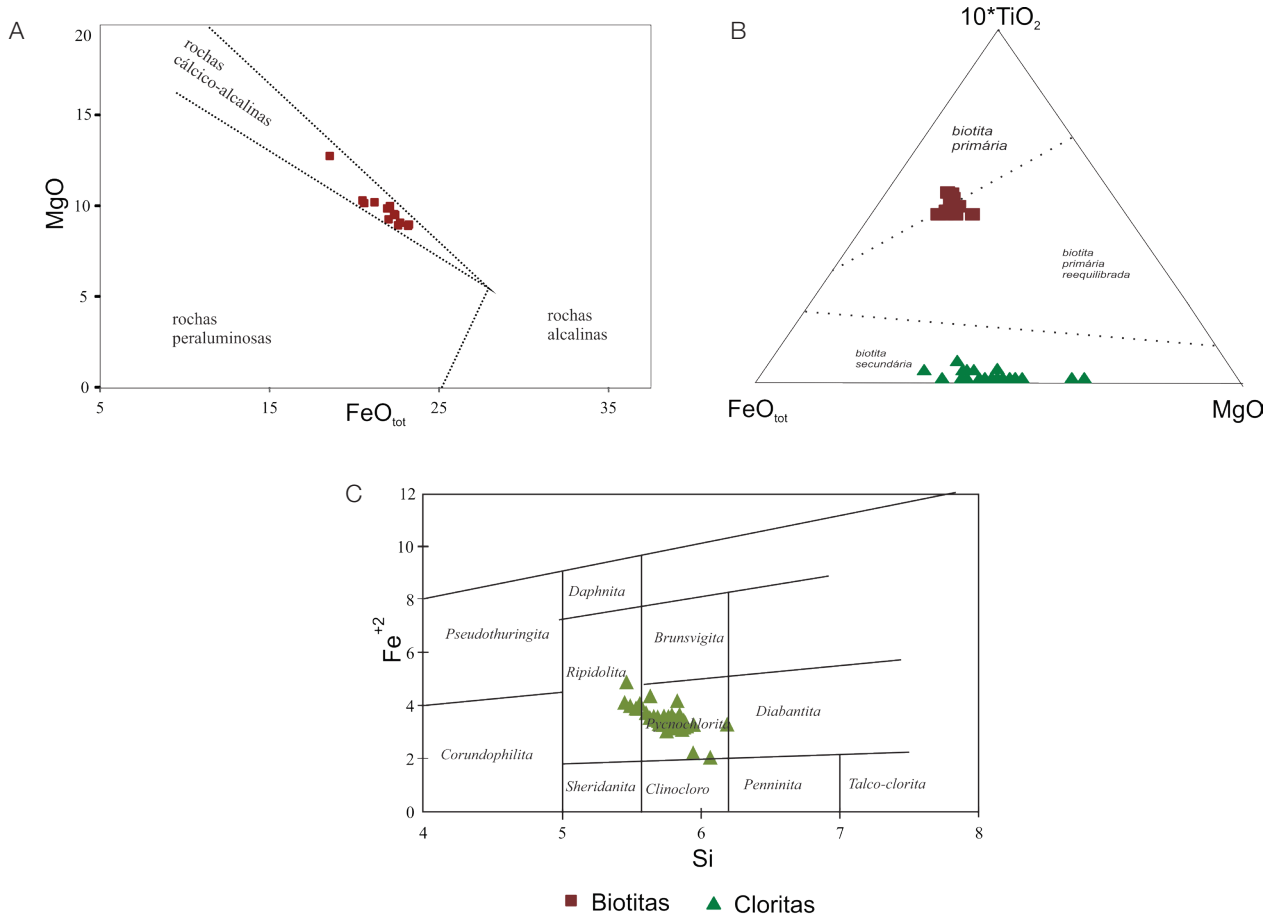 A
20
15
10
5
0
MgO
rochas
cálcico-alcalinas
rochas
peraluminosas
rochas
alcalinas
5
15
25
35
FeOtot
B
10*TiO2
biotita
primária
biotita
primária
reequilibrada
biotita
secundária
FeOtot
MgO
C
12
10
8
6
4
2
0
Fe+2
Daphnita
Pseudothuringita
Brunsvigita
Ripidolita
Pycnochlorita
Diabantita
Corundophilita
Sheridanita
Clinocloro
Penninita
Talco-clorita
4
5
6
7
8
Si
Biotitas
Cloritas